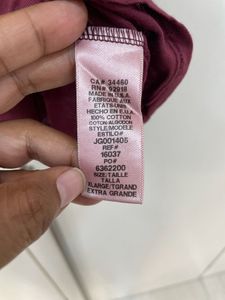 CA# 34460
RN# 92918
MADE IN U.S.A.
FABRIQUE AUX
ETATS-UNIS
HECHO EN E.U.A.
100% COTTON
COTON/ALGODON
STYLE/MODÈLE
ESTILO#
JG001405
REF#
16037
PO#
6362200
SIZE, TAILLE
TALLA
XLARGE/TGRAND
EXTRA GRANDE